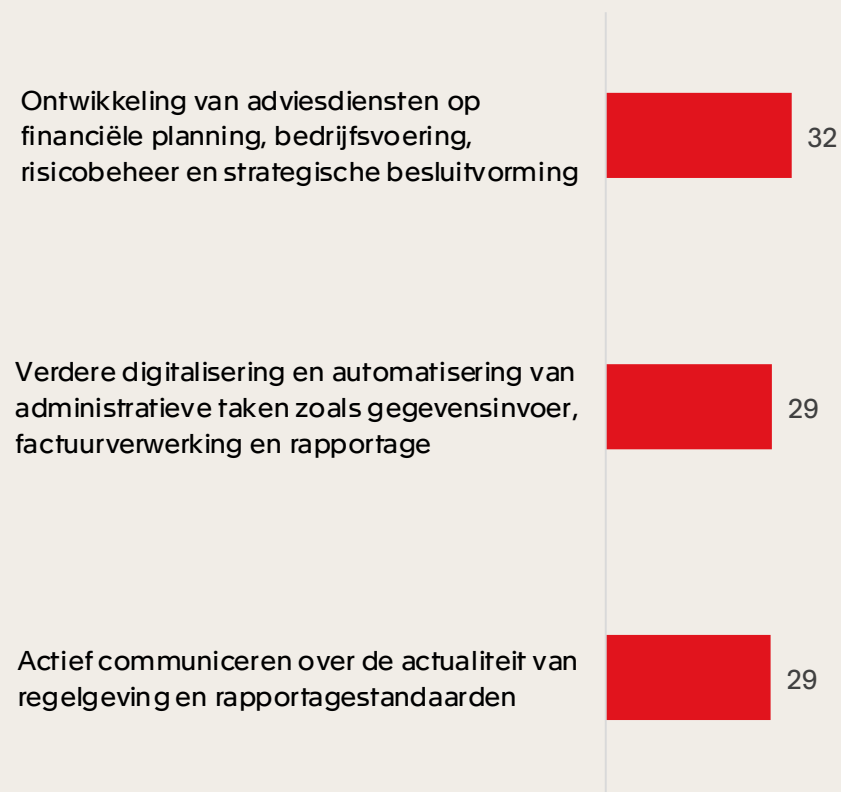 Ontwikkeling van adviesdiensten op
financiële planning, bedrijfsvoering,
risicobeheer en strategische besluitvorming
32
Verdere digitalisering en automatisering van
administratieve taken zoals gegevensinvoer,
factuurverwerking en rapportage
29
Actief communiceren over de actualiteit van
regelgeving en rapportagestandaarden
29